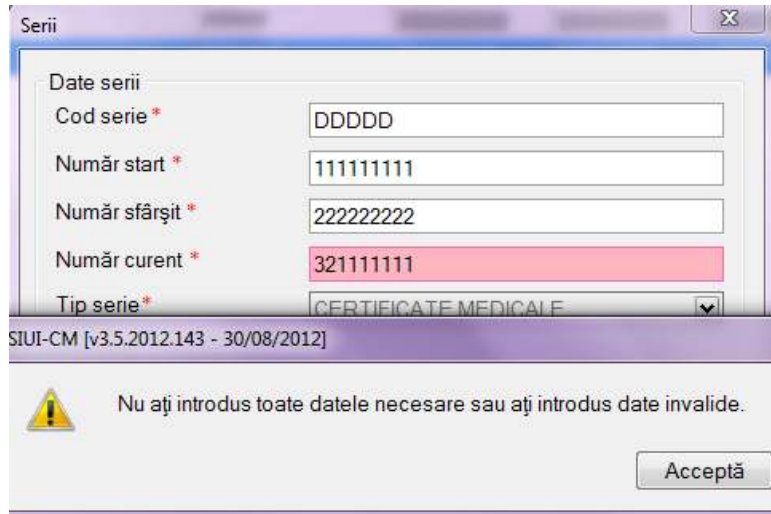 Serii
Date serii
Cod serie * DDDDD
Număr start * 111111111
Număr sfârşit * 222222222
Număr curent * 321111111
Tip serie* CERTIFICATE MEDICALE
SIUI-CM [v3.5.2012.143 - 30/08/2012]
Nu aţi introdus toate datele necesare sau aţi introdus date invalide.
Acceptă